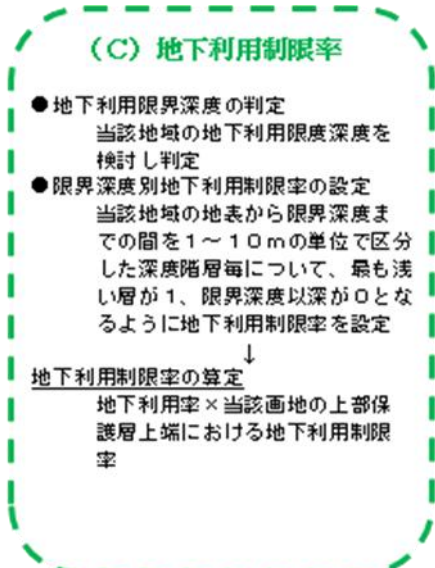 （C）地下利用制限率
●地下利用限界深度の判定
当該地域の地下利用限度深度を
検討し判定
●限界深度別地下利用制限率の設定
当該地域の地表から限界深度ま
での間を１～１０ｍの単位で区分
した深度階層毎について、最も浅
い層が１、限界深度以深が０とな
るように地下利用制限率を設定
↓
地下利用制限率の算定
地下利用率×当該画地の上部保
護層上端における地下利用制限
率